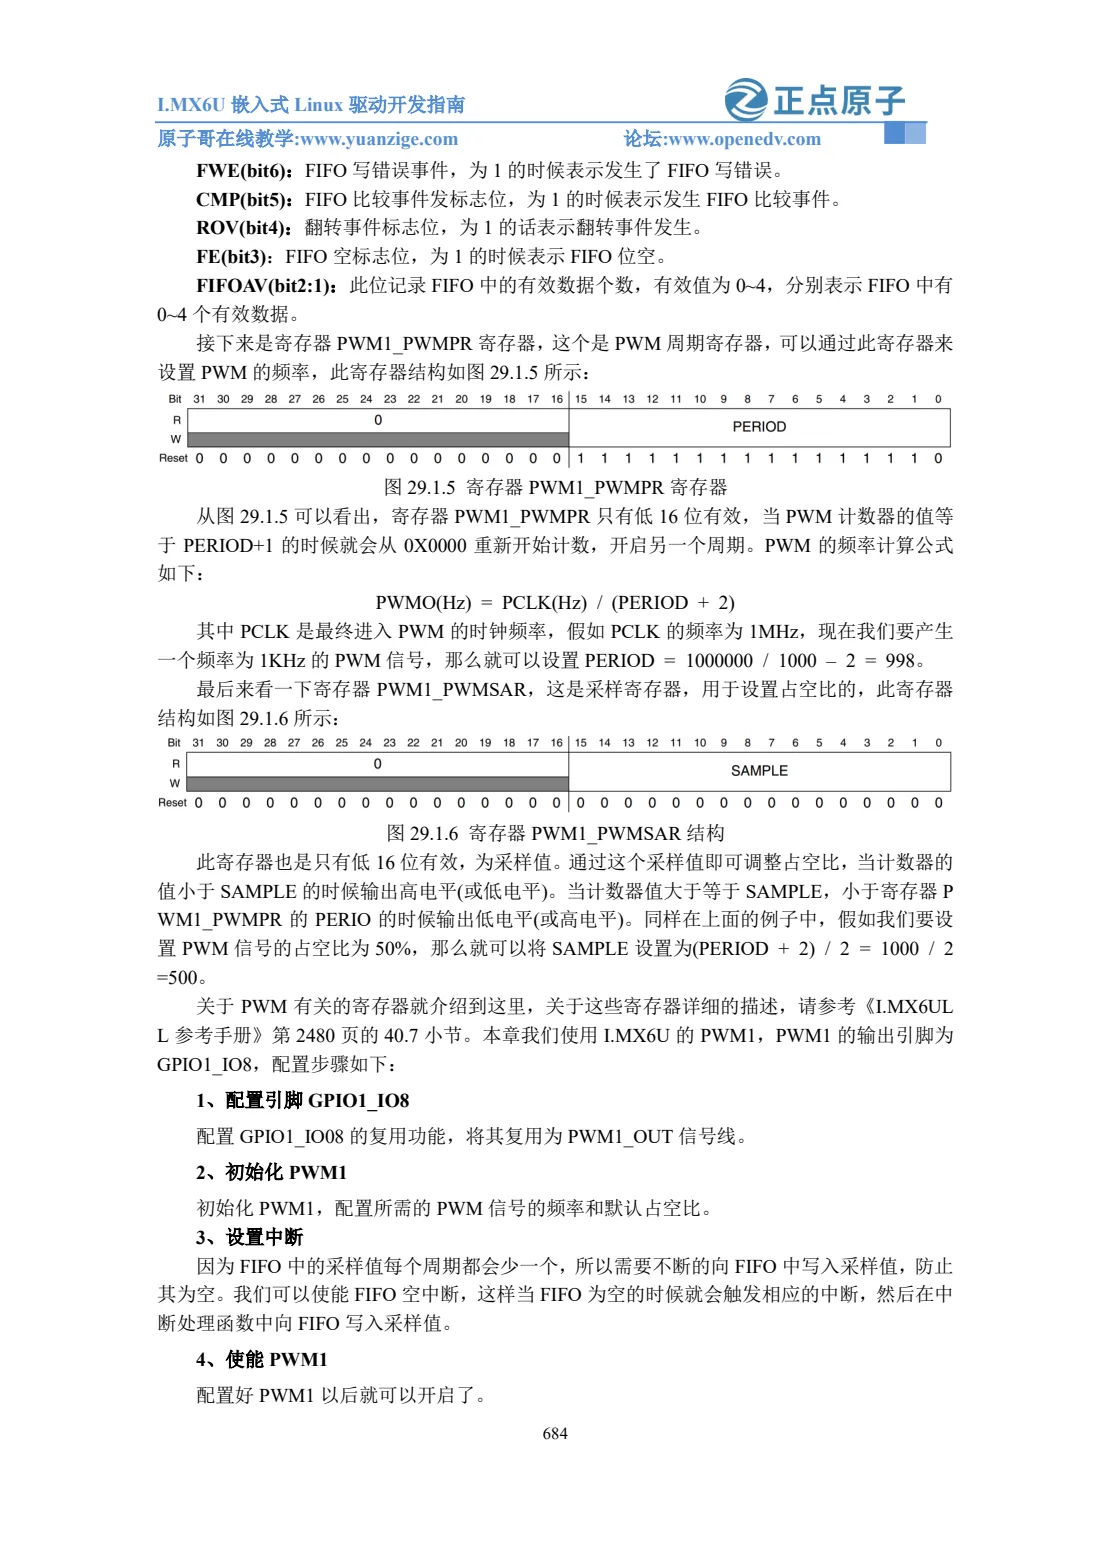 I.MX6U 嵌入式 Linux 驱动开发指南
正点原子
原子哥在线教学:www.yuanzige.com 论坛:www.openedv.com
FWE(bit6)：FIFO 写错误事件，为 1 的时候表示发生了 FIFO 写错误。
CMP(bit5)：FIFO 比较事件发标志位，为 1 的时候表示发生 FIFO 比较事件。
ROV(bit4)：翻转事件标志位，为 1 的话表示翻转事件发生。
FE(bit3)：FIFO 空标志位，为 1 的时候表示 FIFO 位空。
FIFOAV(bit2:1)：此位记录 FIFO 中的有效数据个数，有效值为 0~4，分别表示 FIFO 中有
0~4 个有效数据。
接下来是寄存器 PWM1_PWMPR 寄存器，这个是 PWM 周期寄存器，可以通过此寄存器来
设置 PWM 的频率，此寄存器结构如图 29.1.5 所示：
Bit 31 30 29 28 27 26 25 24 23 22 21 20 19 18 17 16 15 14 13 12 11 10 9 8 7 6 5 4 3 2 1 0
R 0 PERIOD
W
Reset 0 0 0 0 0 0 0 0 0 0 0 0 0 0 0 0 1 1 1 1 1 1 1 1 1 1 1 1 1 1 1 0
图 29.1.5 寄存器 PWM1_PWMPR 寄存器
从图 29.1.5 可以看出，寄存器 PWM1_PWMPR 只有低 16 位有效，当 PWM 计数器的值等
于 PERIOD+1 的时候就会从 0X0000 重新开始计数，开启另一个周期。PWM 的频率计算公式
如下：
PWMO(Hz) = PCLK(Hz) / (PERIOD + 2)
其中 PCLK 是最终进入 PWM 的时钟频率，假如 PCLK 的频率为 1MHz，现在我们要产生
一个频率为 1KHz 的 PWM 信号，那么就可以设置 PERIOD = 1000000 / 1000 – 2 = 998。
最后来看一下寄存器 PWM1_PWMSAR，这是采样寄存器，用于设置占空比的，此寄存器
结构如图 29.1.6 所示：
Bit 31 30 29 28 27 26 25 24 23 22 21 20 19 18 17 16 15 14 13 12 11 10 9 8 7 6 5 4 3 2 1 0
R 0 SAMPLE
W
Reset 0 0 0 0 0 0 0 0 0 0 0 0 0 0 0 0 0 0 0 0 0 0 0 0 0 0 0 0 0 0 0 0
图 29.1.6 寄存器 PWM1_PWMSAR 结构
此寄存器也是只有低 16 位有效，为采样值。通过这个采样值即可调整占空比，当计数器的
值小于 SAMPLE 的时候输出高电平(或低电平)。当计数器值大于等于 SAMPLE，小于寄存器 P
WM1_PWMPR 的 PERIO 的时候输出低电平(或高电平)。同样在上面的例子中，假如我们要设
置 PWM 信号的占空比为 50%，那么就可以将 SAMPLE 设置为(PERIOD + 2) / 2 = 1000 / 2
=500。
关于 PWM 有关的寄存器就介绍到这里，关于这些寄存器详细的描述，请参考《I.MX6UL
L 参考手册》第 2480 页的 40.7 小节。本章我们使用 I.MX6U 的 PWM1，PWM1 的输出引脚为
GPIO1_IO8，配置步骤如下：
1、配置引脚 GPIO1_IO8
配置 GPIO1_IO08 的复用功能，将其复用为 PWM1_OUT 信号线。
2、初始化 PWM1
初始化 PWM1，配置所需的 PWM 信号的频率和默认占空比。
3、设置中断
因为 FIFO 中的采样值每个周期都会少一个，所以需要不断的向 FIFO 中写入采样值，防止
其为空。我们可以使能 FIFO 空中断，这样当 FIFO 为空的时候就会触发相应的中断，然后在中
断处理函数中向 FIFO 写入采样值。
4、使能 PWM1
配置好 PWM1 以后就可以开启了。
684